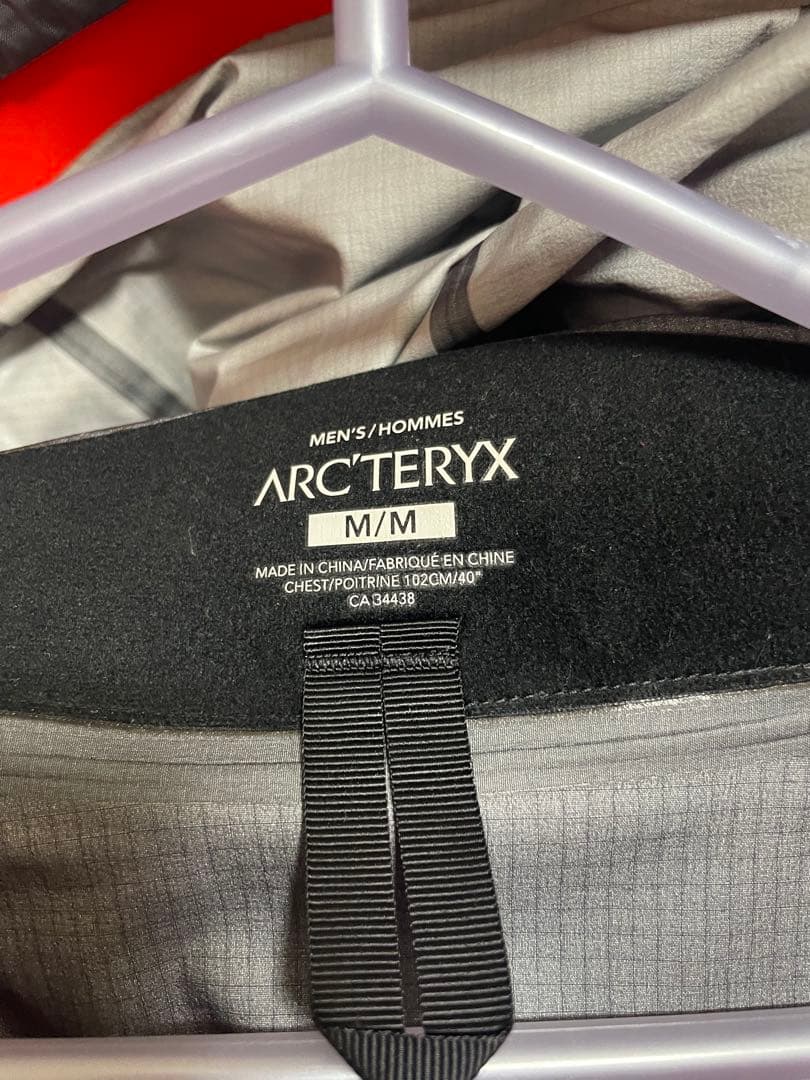 MEN'S/HOMMES
ARC'TERYX
M/M
MADE IN CHINA/FABRIQUÉ EN CHINE
CHEST/POITRINE 102CM/40"
CA 34438